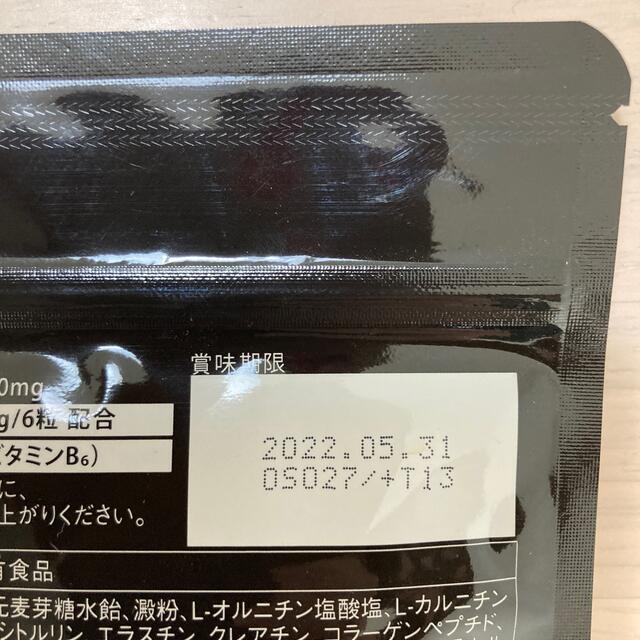 0mg
g/6粒 配合
ビタミンB₆)
に、
上がりください。
賞味期限
2022.05.31
OS027/+T13
食品
元麦芽糖水飴、澱粉、L-オルニチン塩酸塩、L-カルニチン
シトルリン、エラスチン、クレアチン、コラーゲンペプチド、